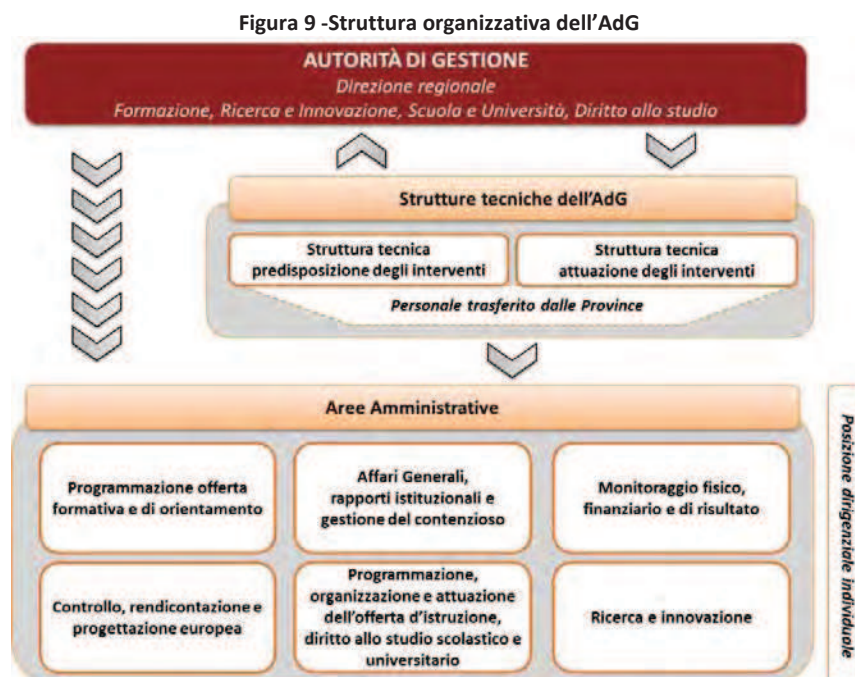 Figura 9 -Struttura organizzativa dell'AdG
AUTORITÀ DI GESTIONE
Direzione regionale
Formazione, Ricerca e Innovazione, Scuola e Università, Diritto allo studio
Strutture tecniche dell'AdG
Struttura tecnica
predisposizione degli interventi
Struttura tecnica
attuazione degli interventi
Personale trasferito dalle Province
Aree Amministrative
Programmazione offerta
formativa e di orientamento
Affari Generali,
rapporti istituzionali e
gestione del contenzioso
Monitoraggio fisico,
finanziario e di risultato
Controllo, rendicontazione e
progettazione europea
Programmazione,
organizzazione e attuazione
dell'offerta d'istruzione,
diritto allo studio scolastico e
universitario
Ricerca e innovazione
Posizione dirigenziale individuale